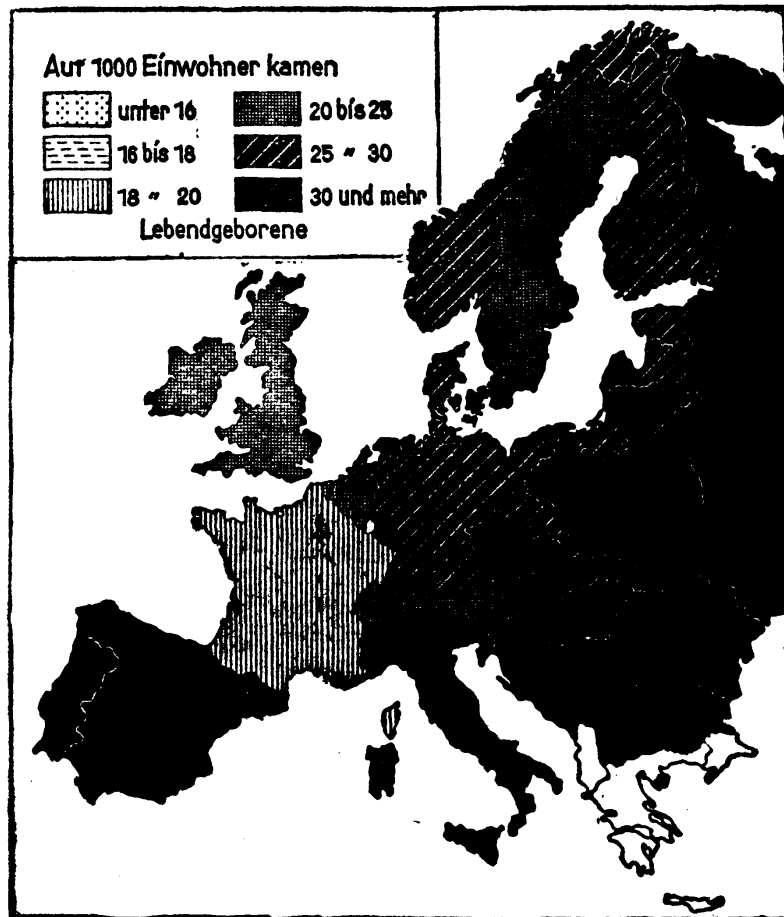 Auf 1000 Einwohner kamen
unter 16
20 bis 25
16 bis 18
25 " 30
18 " 20
30 und mehr
Lebendgeborene